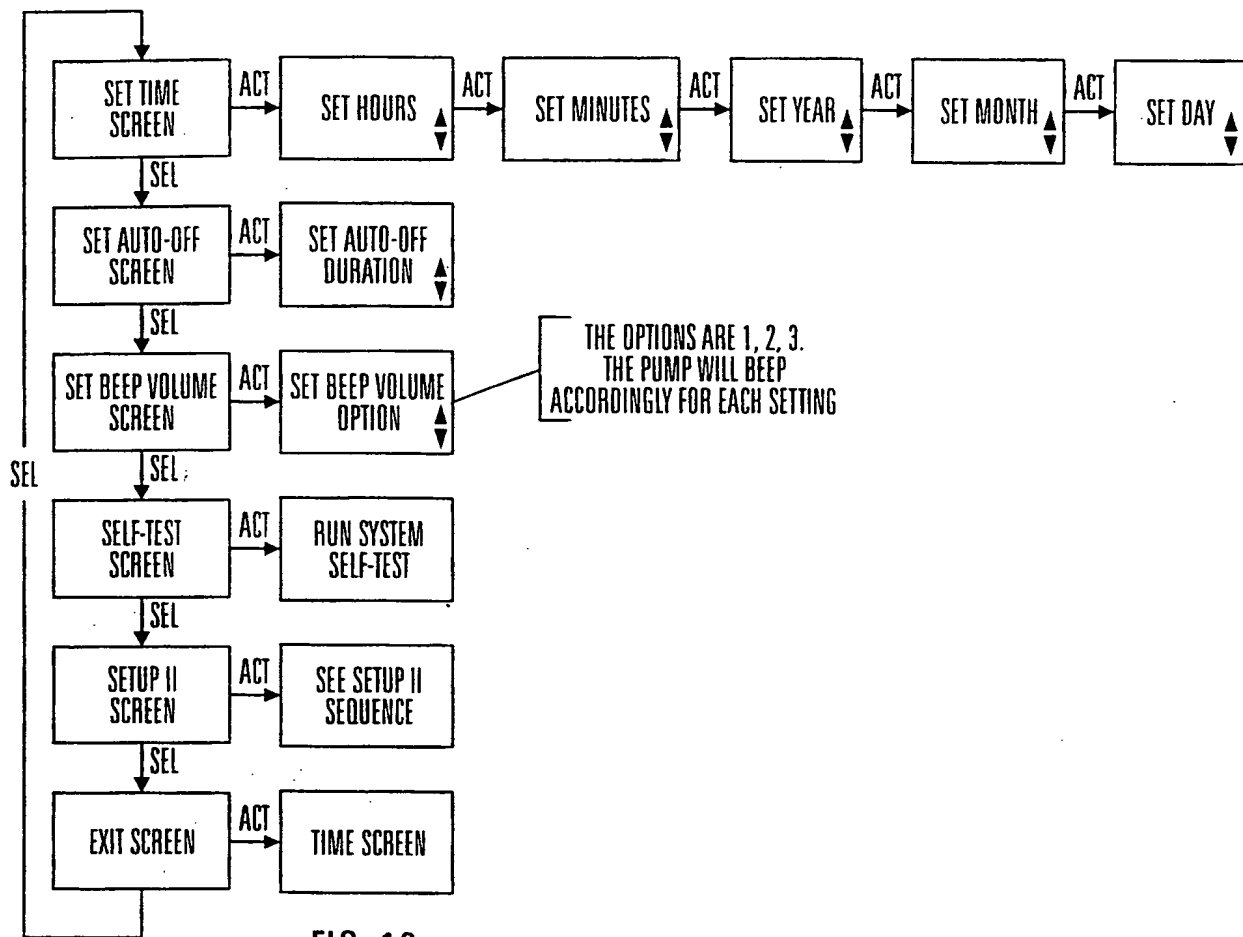 SET TIME
SCREEN
ACT
SET HOURS
ACT
SET MINUTES
ACT
SET YEAR
ACT
SET MONTH
ACT
SET DAY
SEL
SET AUTO-OFF
SCREEN
ACT
SET AUTO-OFF
DURATION
SEL
SET BEEP VOLUME
SCREEN
ACT
SET BEEP VOLUME
OPTION
THE OPTIONS ARE 1, 2, 3.
THE PUMP WILL BEEP
ACCORDINGLY FOR EACH SETTING
SEL
SEL
SELF-TEST
SCREEN
ACT
RUN SYSTEM
SELF-TEST
SEL
SETUP II
SCREEN
ACT
SEE SETUP II
SEQUENCE
SEL
EXIT SCREEN
ACT
TIME SCREEN